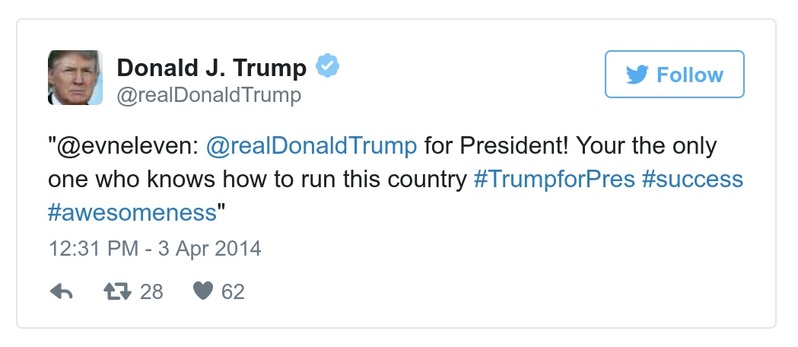 Donald J. Trump
@realDonaldTrump
Follow
"@evneleven: @realDonaldTrump for President! Your the only
one who knows how to run this country #TrumpforPres #success
#awesomeness"
12:31 PM - 3 Apr 2014
28 62